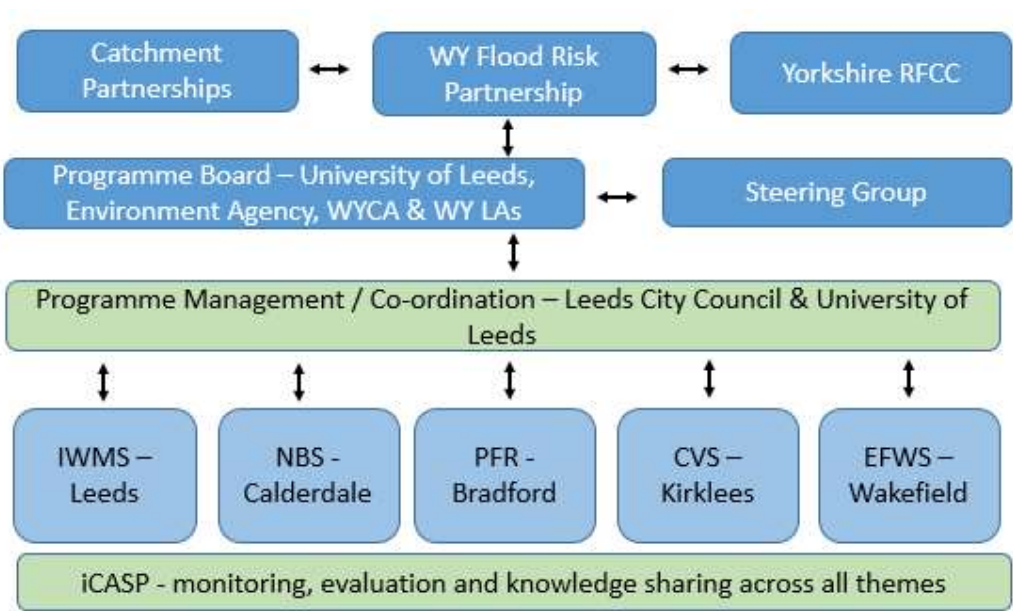 Catchment
Partnerships
WY Flood Risk
Partnership
Yorkshire RFCC
Programme Board – University of Leeds,
Environment Agency, WYCA & WY LAs
Steering Group
Programme Management / Co-ordination – Leeds City Council & University of
Leeds
IWMS –
Leeds
NBS -
Calderdale
PFR -
Bradford
CVS –
Kirklees
EFWS –
Wakefield
iCASP - monitoring, evaluation and knowledge sharing across all themes